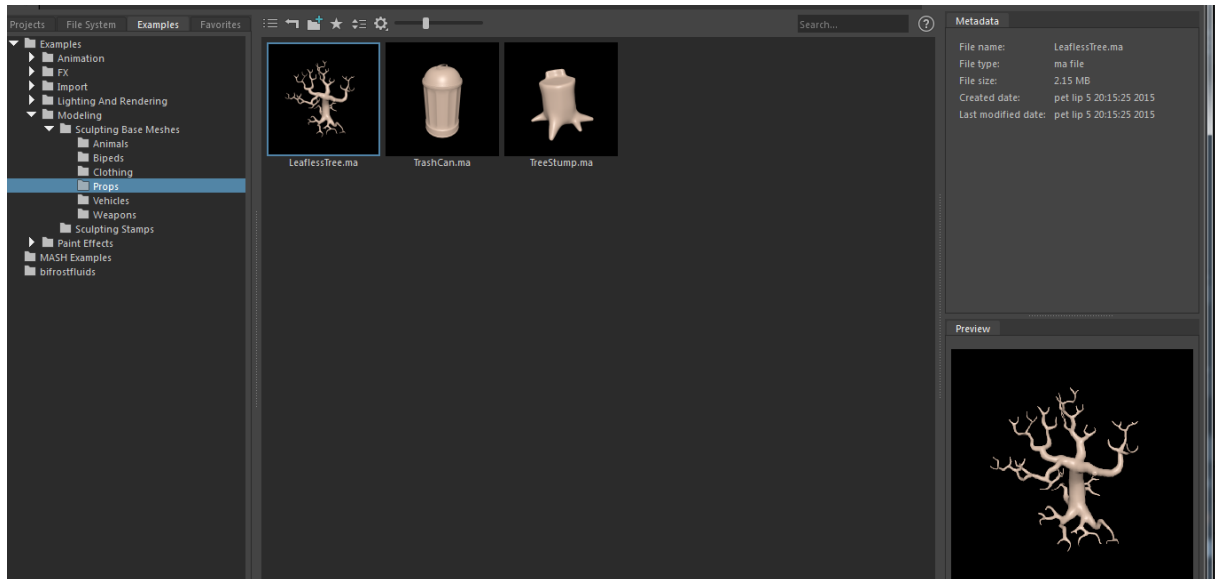 Projects File System Examples Favorites
Examples
Animation
FX
Import
Lighting And Rendering
Modeling
Sculpting Base Meshes
Animals
Bipeds
Clothing
Props
Vehicles
Weapons
Sculpting Stamps
Paint Effects
MASH Examples
bifrostfluids
Search...
?
LeaflessTree.ma TrashCan.ma TreeStump.ma
Metadata
File name: LeaflessTree.ma
File type: ma file
File size: 2.15 MB
Created date: pet lip 5 20:15:25 2015
Last modified date: pet lip 5 20:15:25 2015
Preview